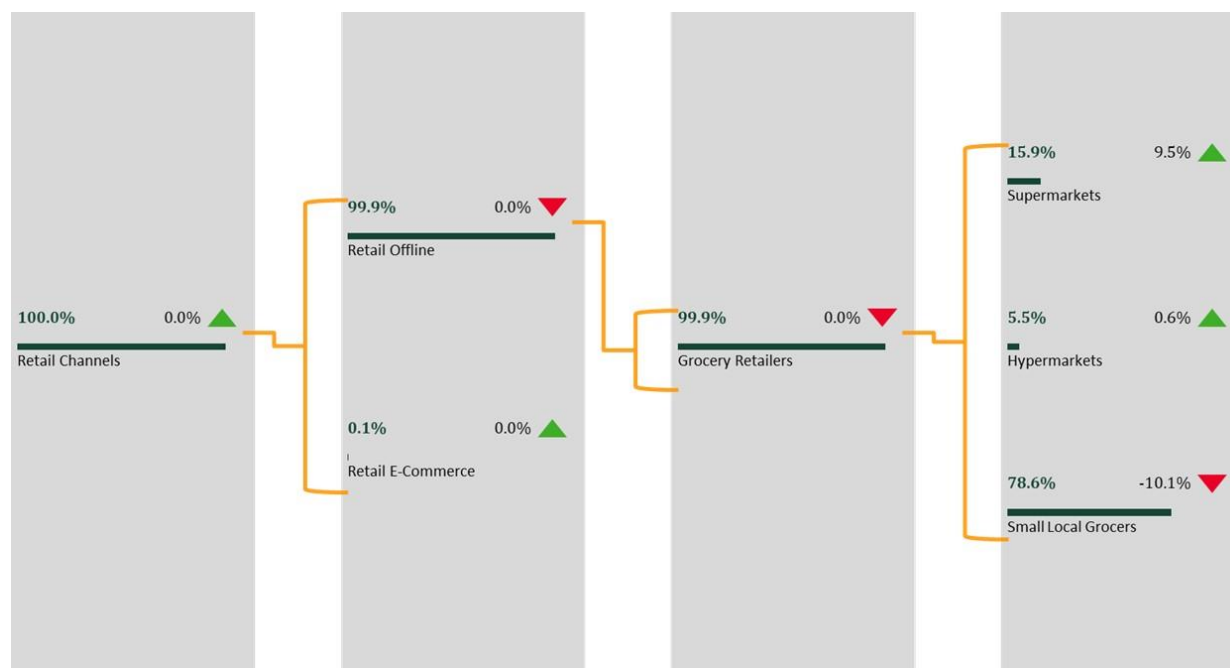 100.0% 0.0%
Retail Channels
99.9% 0.0%
Retail Offline
0.1% 0.0%
Retail E-Commerce
99.9% 0.0%
Grocery Retailers
15.9% 9.5%
Supermarkets
5.5% 0.6%
Hypermarkets
78.6% -10.1%
Small Local Grocers